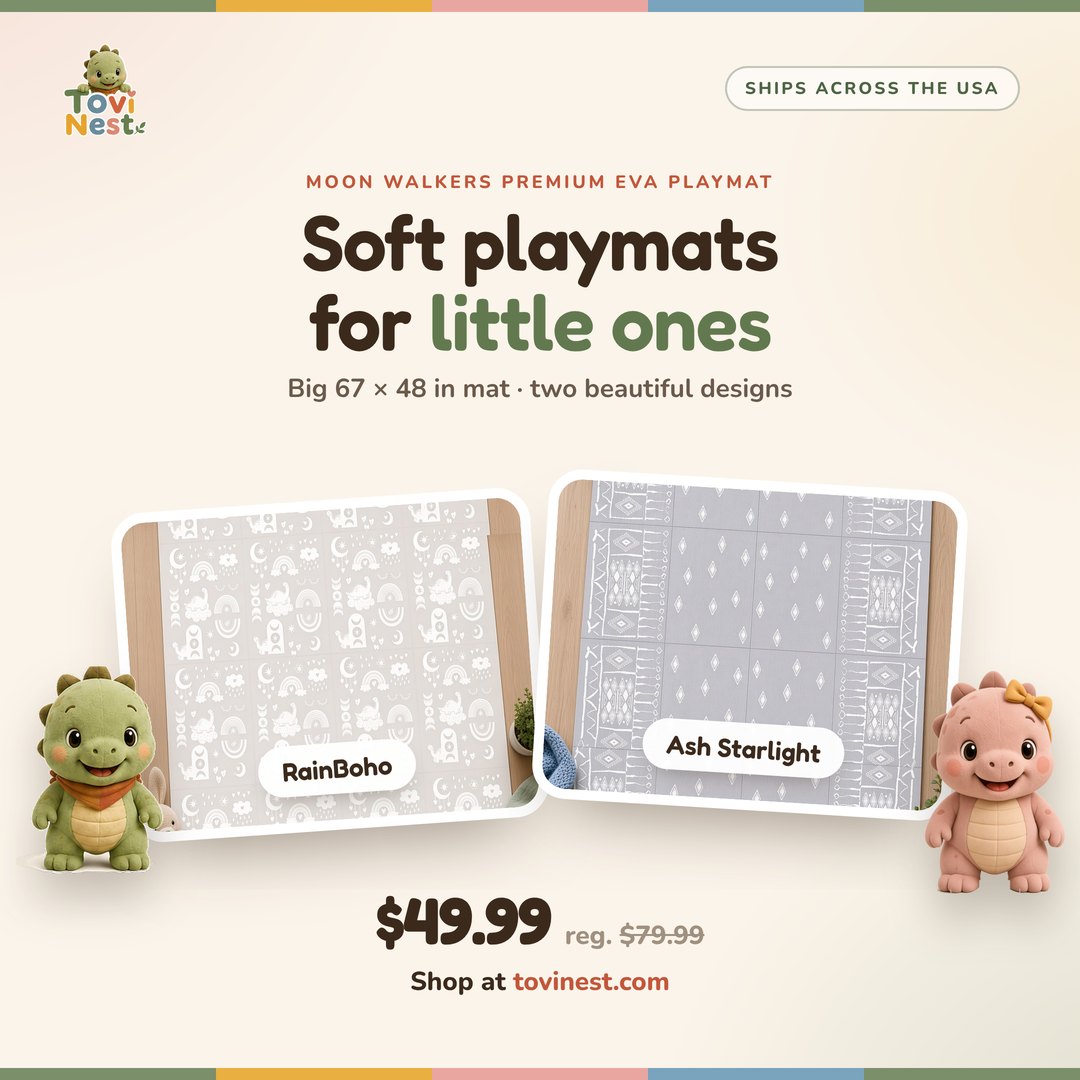 Tovi
Nest
SHIPS ACROSS THE USA
MOON WALKERS PREMIUM EVA PLAYMAT
Soft playmats
for little ones
Big 67 × 48 in mat · two beautiful designs
RainBoho
Ash Starlight
$49.99 reg. $79.99
Shop at tovinest.com